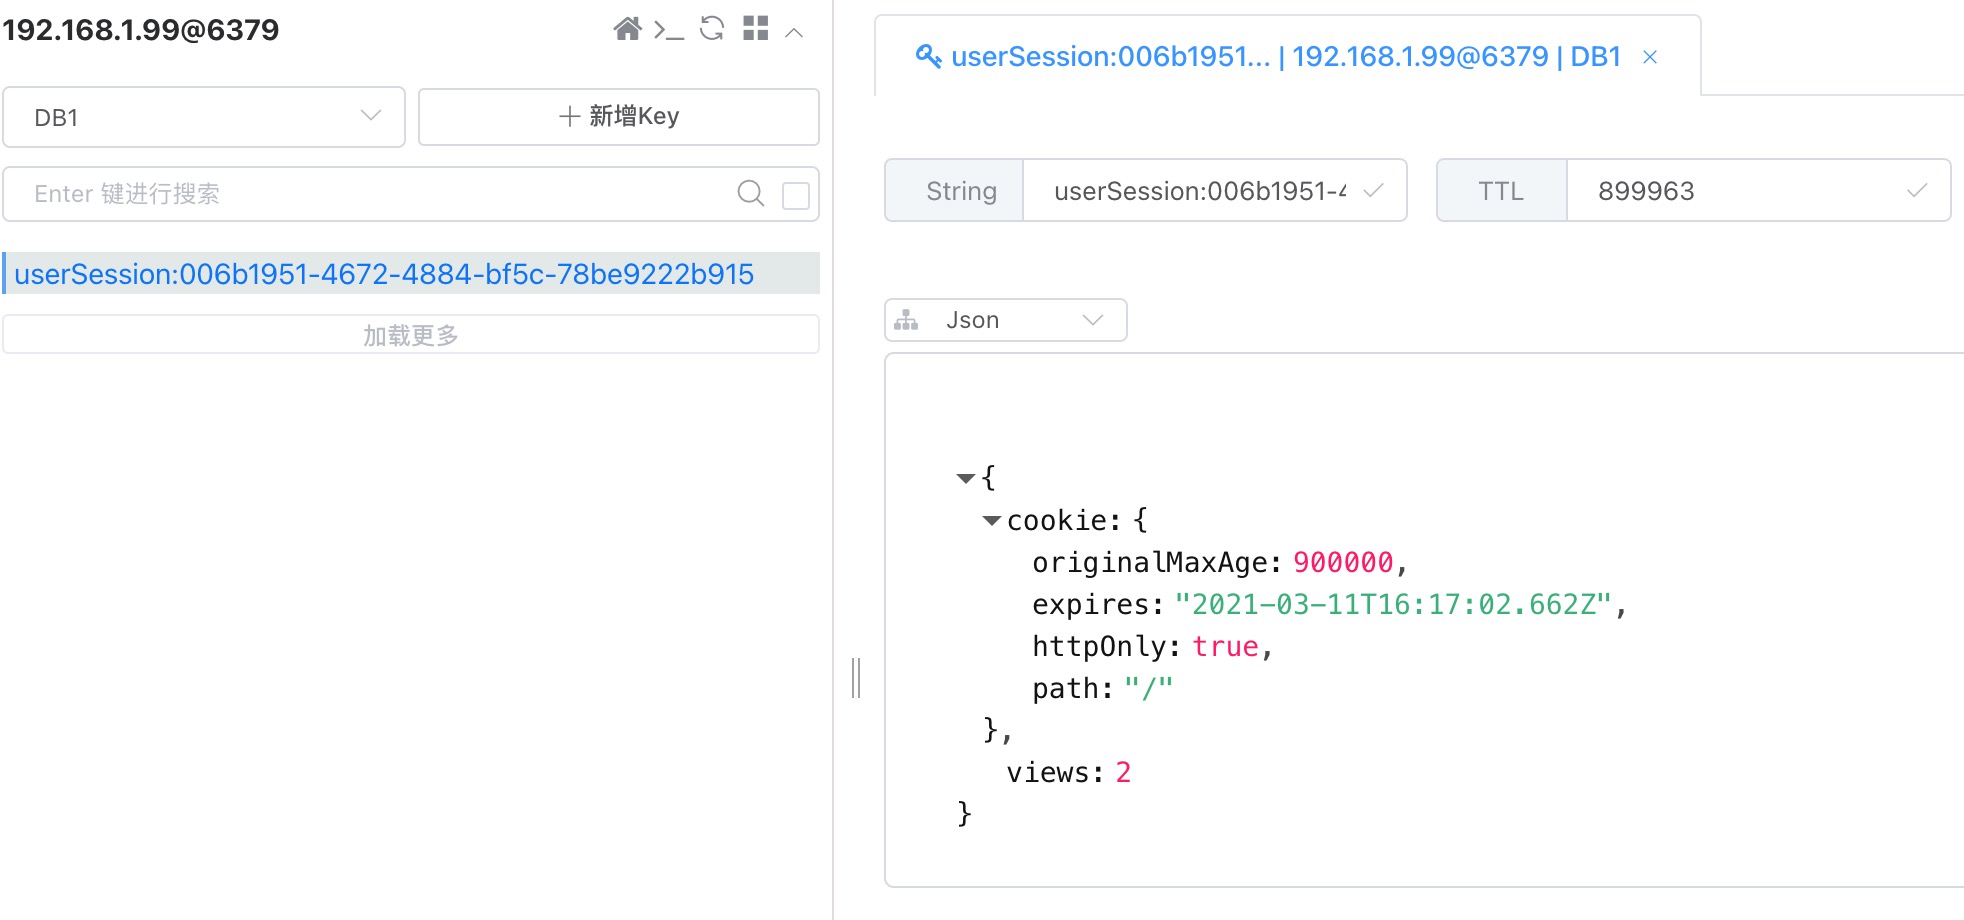 192.168.1.99@6379
DB1
新增Key
Enter 键进行搜索
userSession:006b1951-4672-4884-bf5c-78be9222b915
加载更多
userSession:006b1951... | 192.168.1.99@6379 | DB1
String userSession:006b1951-4 TTL 899963
Json
{
cookie: {
originalMaxAge: 900000,
expires: "2021-03-11T16:17:02.662Z",
httpOnly: true,
path: "/"
},
views: 2
}